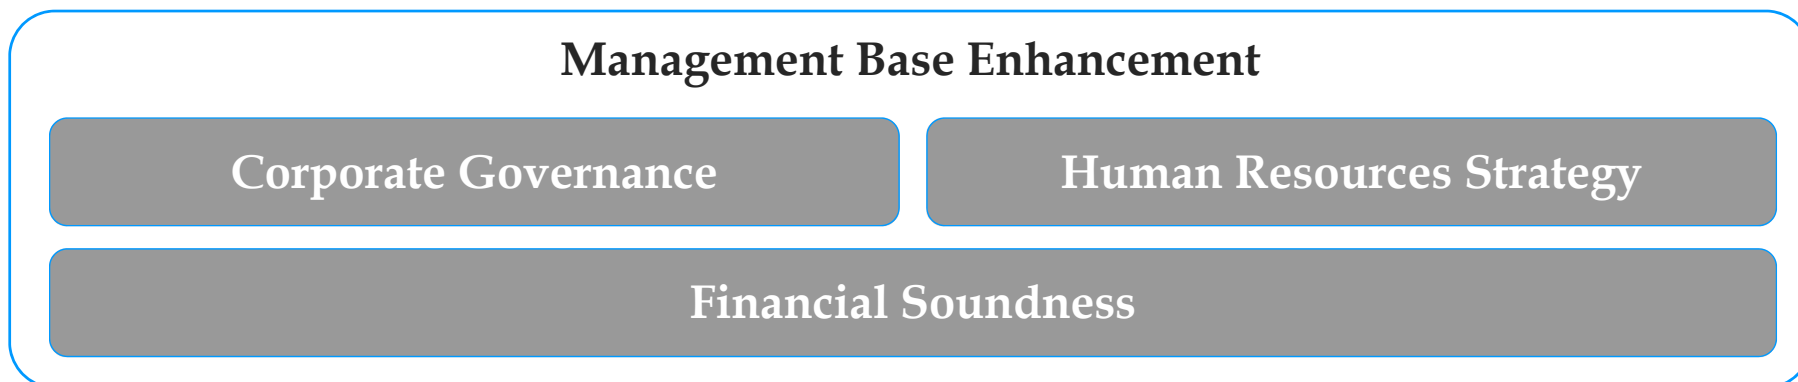 Management Base Enhancement
Corporate Governance
Human Resources Strategy
Financial Soundness